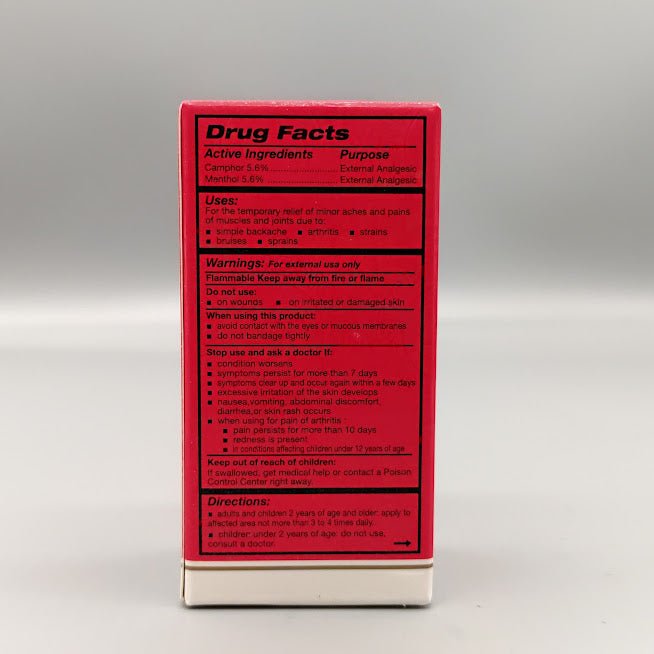 Drug Facts
Active Ingredients Purpose
Camphor 5.6% ........................ External Analgesic
Menthol 5.6% ........................ External Analgesic
Uses:
For the temporary relief of minor aches and pains
of muscles and joints due to:
▪ simple backache ▪ arthritis ▪ strains
▪ bruises ▪ sprains
Warnings: For external usa only
Flammable Keep away from fire or flame
Do not use:
▪ on wounds ▪ on irritated or damaged skin
When using this product:
▪ avoid contact with the eyes or mucous membranes
▪ do not bandage tightly
Stop use and ask a doctor If:
▪ condition worsens
▪ symptoms persist for more than 7 days
▪ symptoms clear up and occur again within a few days
▪ excessive irritation of the skin develops
▪ nausea,vomiting, abdominal discomfort,
diarrhea,or skin rash occurs
▪ when using for pain of arthritis :
▪ pain persists for more than 10 days
▪ redness is present
▪ in conditions affecting children under 12 years of age
Keep out of reach of children:
If swallowed, get medical help or contact a Poison
Control Center right away.
Directions:
▪ adults and children 2 years of age and older: apply to
affected area not more than 3 to 4 times daily.
▪ children: under 2 years of age: do not use,
consult a doctor.